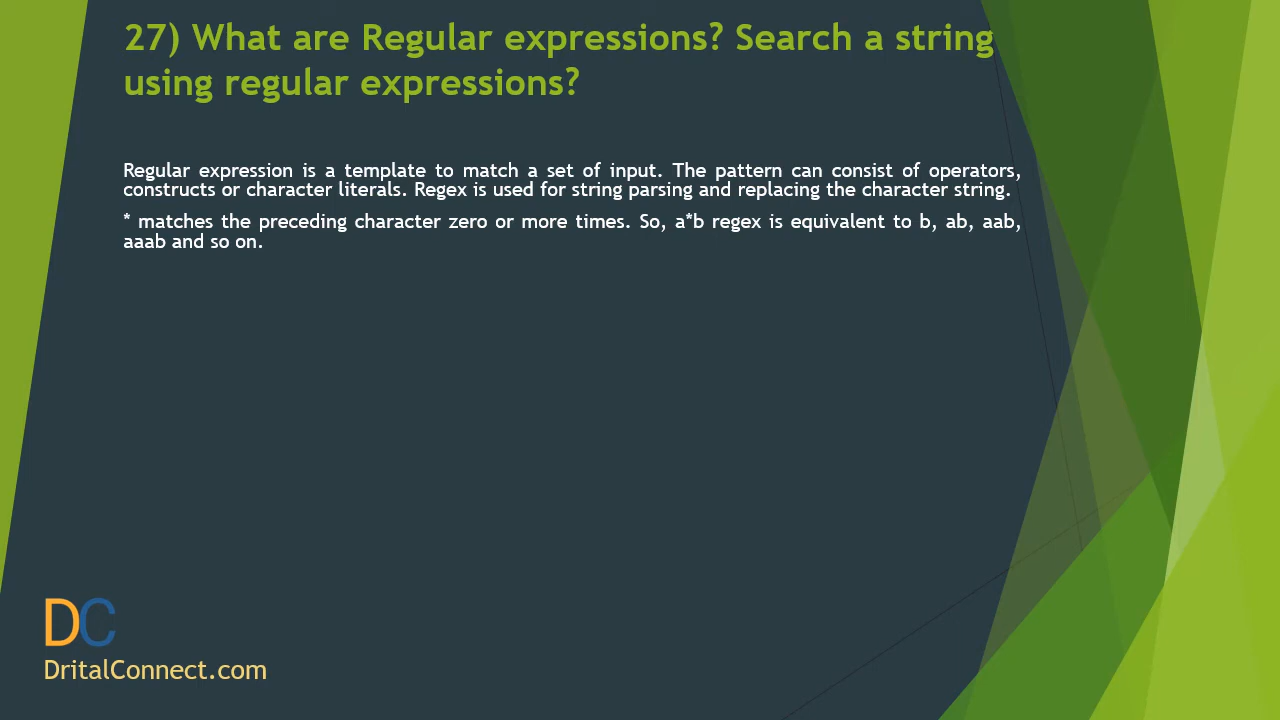 27) What are Regular expressions? Search a string
using regular expressions?
Regular expression is a template to match a set of input. The pattern can consist of operators,
constructs or character literals. Regex is used for string parsing and replacing the character string.
* matches the preceding character zero or more times. So, a*b regex is equivalent to b, ab, aab,
aaab and so on.
DC
DritalConnect.com